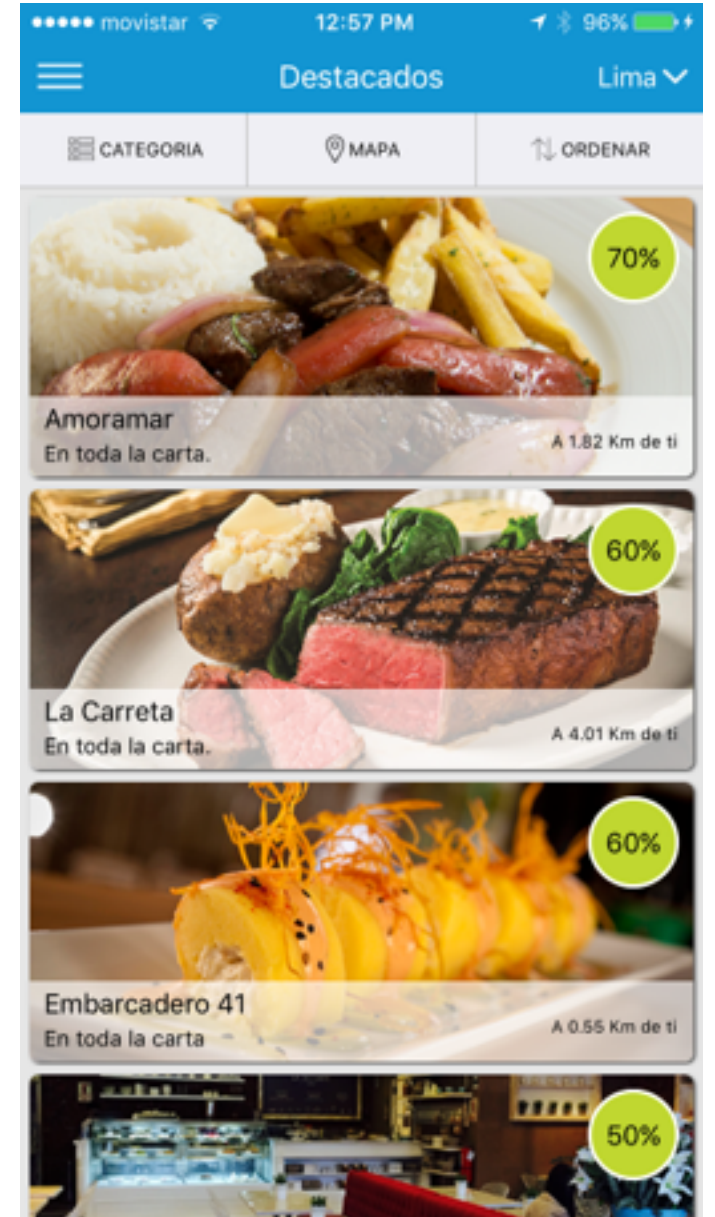 movistar 12:57 PM 96%
Destacados Lima
CATEGORIA MAPA ORDENAR
70%
Amoramar
En toda la carta. A 1.82 Km de ti
60%
La Carreta
En toda la carta. A 4.01 Km de ti
60%
Embarcadero 41
En toda la carta A 0.55 Km de ti
50%